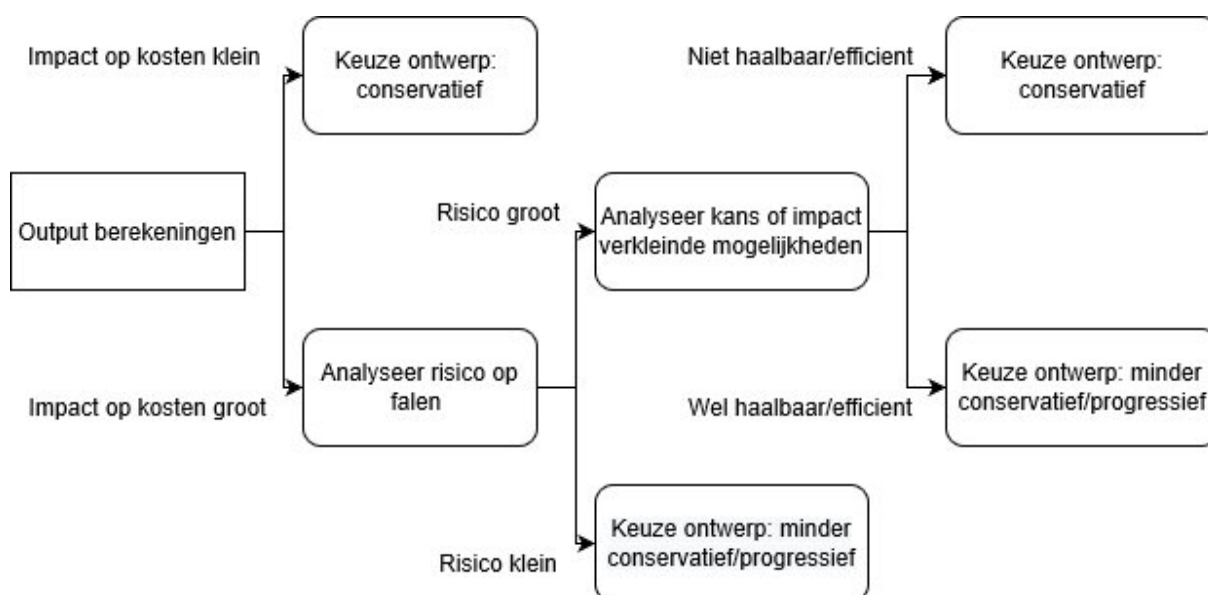 Impact op kosten klein
Keuze ontwerp:
conservatief
Niet haalbaar/efficient
Keuze ontwerp:
conservatief
Output berekeningen
Risico groot
Analyseer kans of impact
verkleinde mogelijkheden
Impact op kosten groot
Analyseer risico op
falen
Wel haalbaar/efficient
Keuze ontwerp: minder
conservatief/progressief
Risico klein
Keuze ontwerp: minder
conservatief/progressief